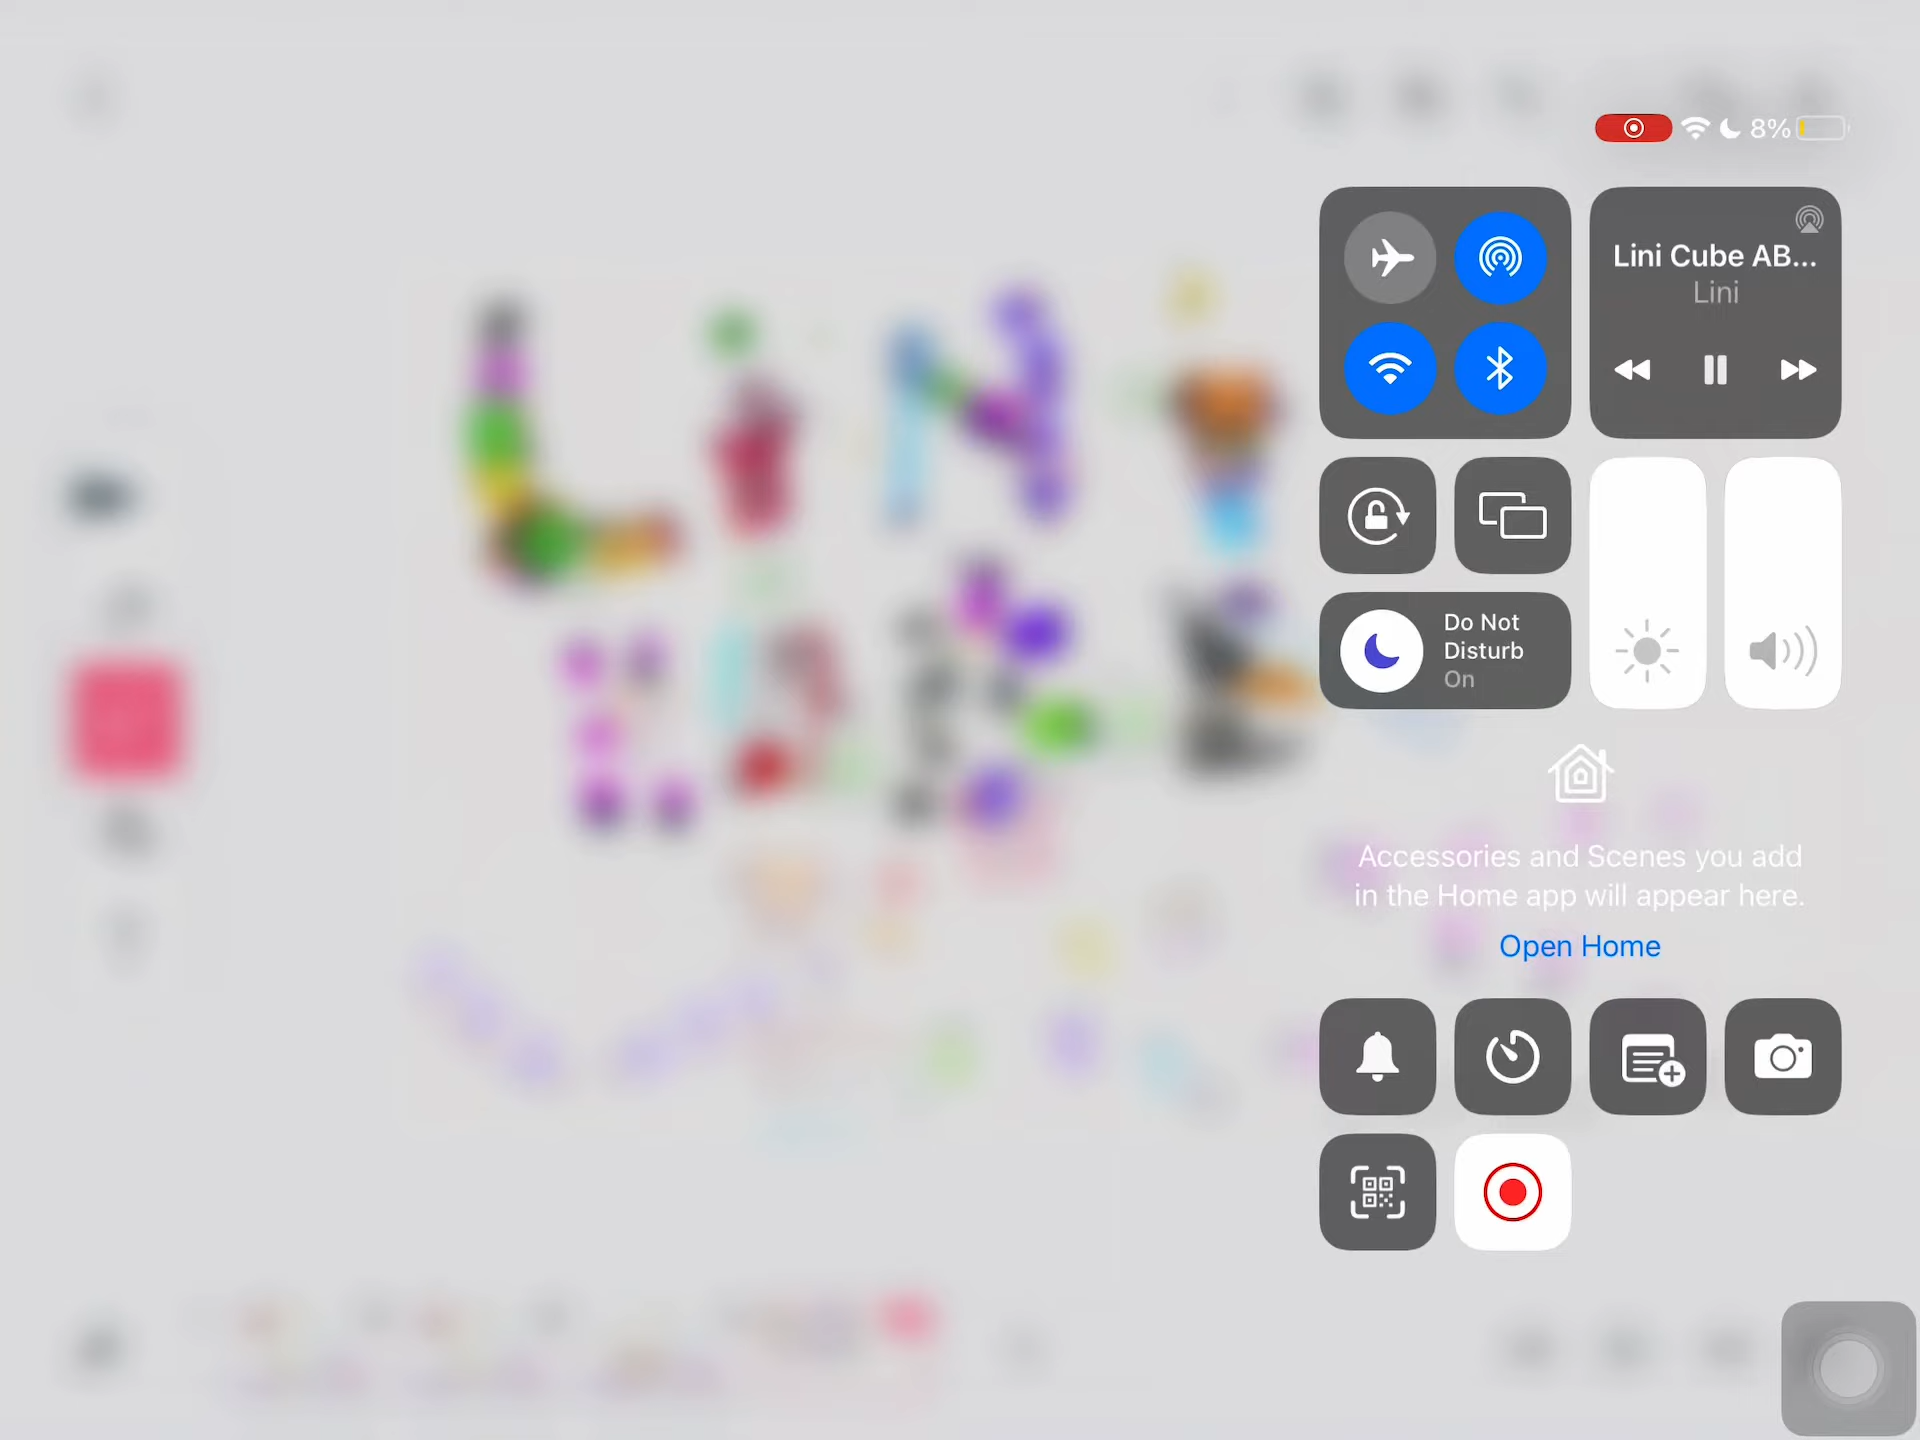 8%
Lini Cube AB...
Lini
Do Not
Disturb
On
Accessories and Scenes you add
in the Home app will appear here.
Open Home